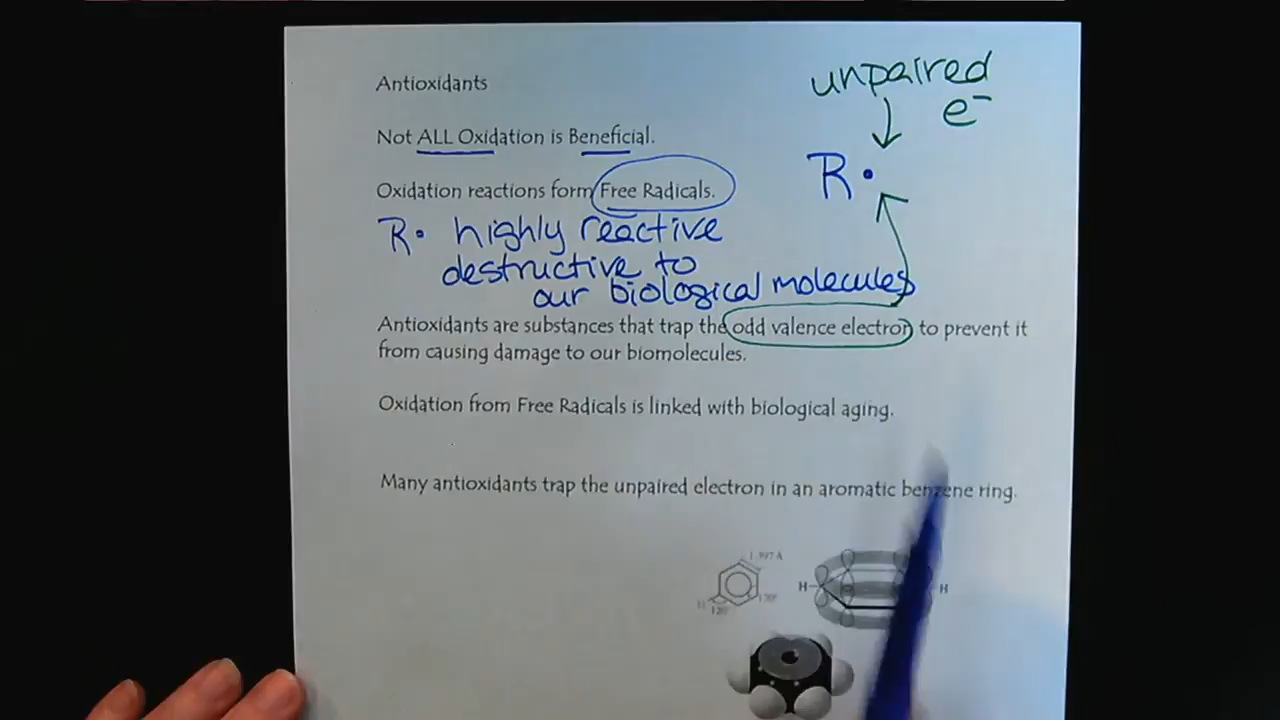 Antioxidants
unpaired
e⁻
Not ALL Oxidation is Beneficial.
R·
Oxidation reactions form Free Radicals.
R· highly reactive
destructive to
our biological molecules
Antioxidants are substances that trap the odd valence electron to prevent it
from causing damage to our biomolecules.
Oxidation from Free Radicals is linked with biological aging.
Many antioxidants trap the unpaired electron in an aromatic benzene ring.
H H
120°